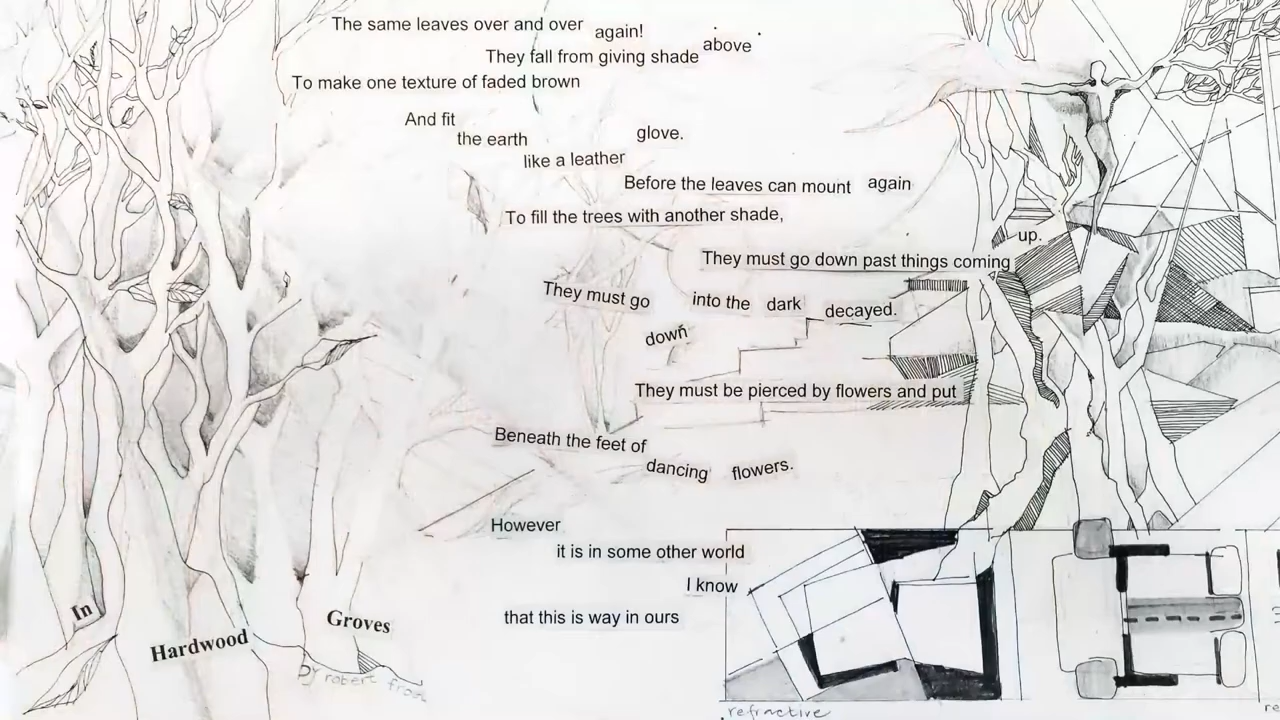 The same leaves over and over again!
They fall from giving shade above
To make one texture of faded brown
And fit
the earth
like a leather glove.
Before the leaves can mount again
To fill the trees with another shade,
They must go down past things coming up.
They must go down into the dark decayed.
They must be pierced by flowers and put
Beneath the feet of dancing flowers.
However
it is in some other world
I know
that this is way in ours
In Hardwood Groves
by robert frost
refractive
re